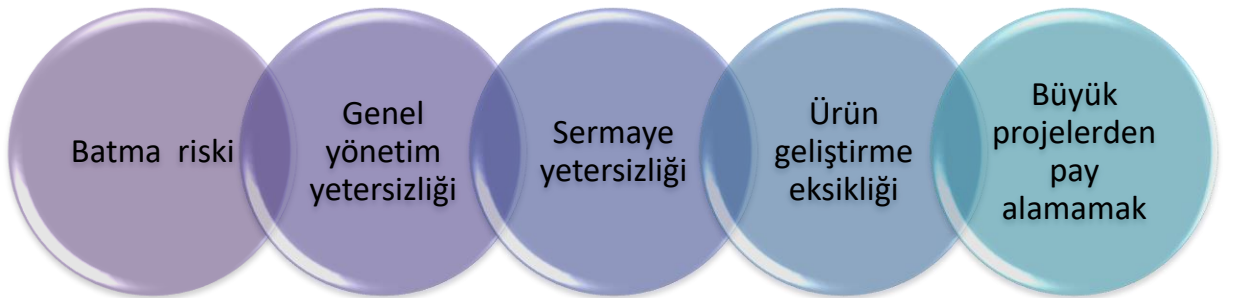 Batma  riski
Genel
yönetim
yetersizliği
Sermaye
yetersizliği
Ürün
geliştirme
eksikliği
Büyük
projelerden
pay
alamamak